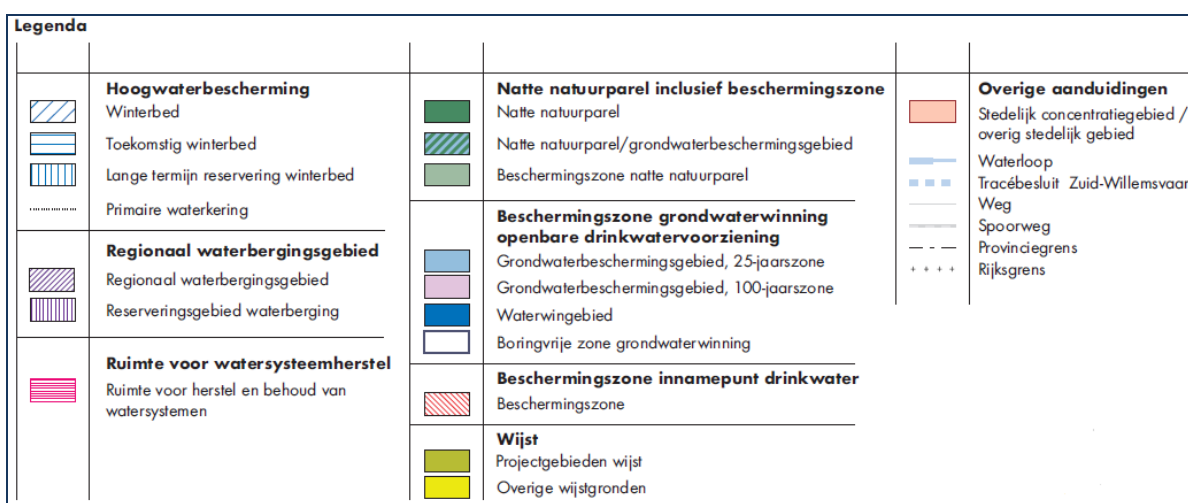 Legenda
Hoogwaterbescherming
Winterbed
Toekomstig winterbed
Lange termijn reservering winterbed
Primaire waterkering
Regionaal waterbergingsgebied
Regionaal waterbergingsgebied
Reserveringsgebied waterberging
Ruimte voor watersysteemherstel
Ruimte voor herstel en behoud van
watersystemen
Natte natuurparel inclusief beschermingszone
Natte natuurparel
Natte natuurparel/grondwaterbeschermingsgebied
Beschermingszone natte natuurparel
Beschermingszone grondwaterwinning
openbare drinkwatervoorziening
Grondwaterbeschermingsgebied, 25-jaarszone
Grondwaterbeschermingsgebied, 100-jaarszone
Waterwingebied
Boringvrije zone grondwaterwinning
Beschermingszone innamepunt drinkwater
Beschermingszone
Wijst
Projectgebieden wijst
Overige wijstgronden
Overige aanduidingen
Stedelijk concentratiegebied /
overig stedelijk gebied
Waterloop
Tracébesluit Zuid-Willemsvaar
Weg
Spoorweg
Provinciegrens
Rijksgrens